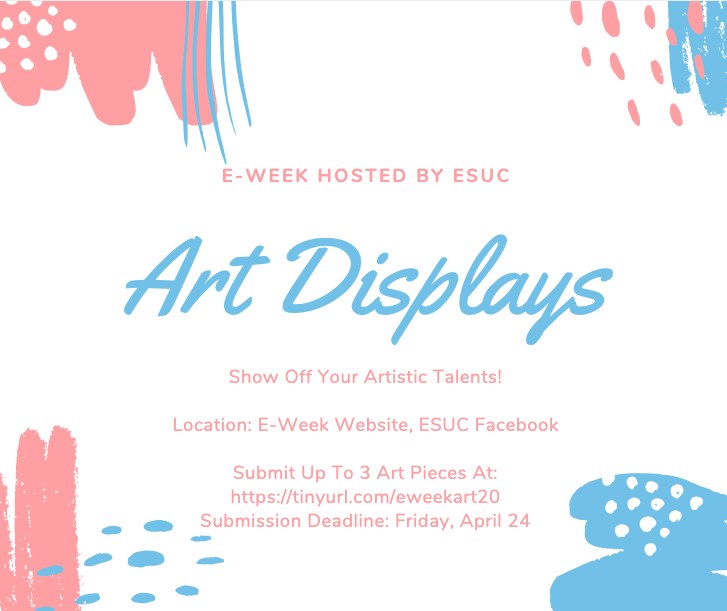 E-WEEK HOSTED BY ESUC
Art Displays
Show Off Your Artistic Talents!
Location: E-Week Website, ESUC Facebook
Submit Up To 3 Art Pieces At:
https://tinyurl.com/eweekart20
Submission Deadline: Friday, April 24